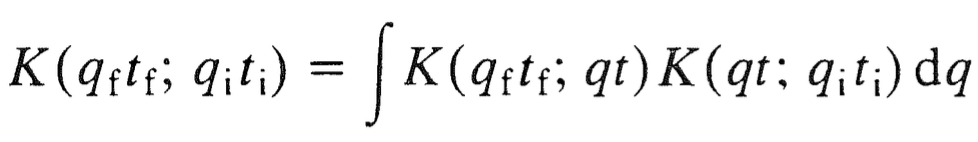 K(q_f t_f; q_i t_i) = ∫ K(q_f t_f; qt) K(qt; q_i t_i) dq